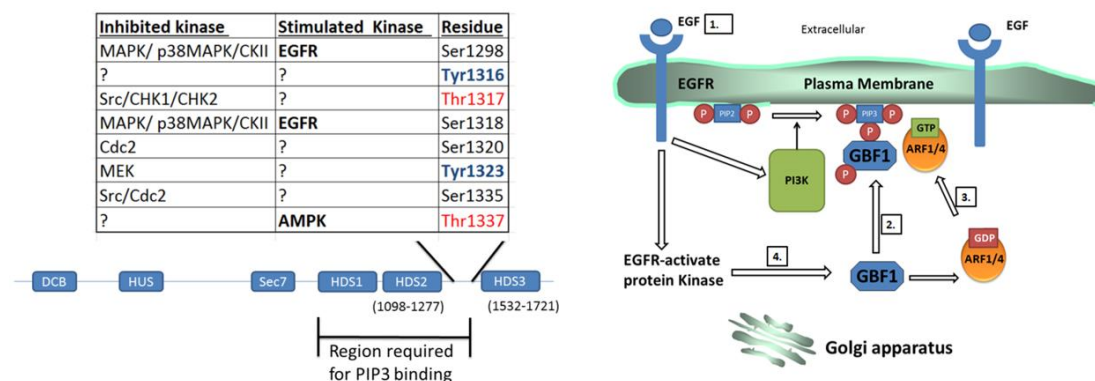 Inhibited kinase Stimulated Kinase Residue
MAPK/ p38MAPK/CKII EGFR Ser1298
? ? Tyr1316
Src/CHK1/CHK2 ? Thr1317
MAPK/ p38MAPK/CKII EGFR Ser1318
Cdc2 ? Ser1320
MEK ? Tyr1323
Src/Cdc2 ? Ser1335
? AMPK Thr1337
DCB HUS Sec7 HDS1 HDS2 HDS3
(1098-1277) (1532-1721)
Region required
for PIP3 binding
EGF 1. Extracellular EGF
EGFR Plasma Membrane
P PIP2 P P PIP3 P
P
GTP
GBF1 ARF1/4
P
PI3K
3.
2.
GDP
EGFR-activate
protein Kinase
4.
GBF1
ARF1/4
Golgi apparatus